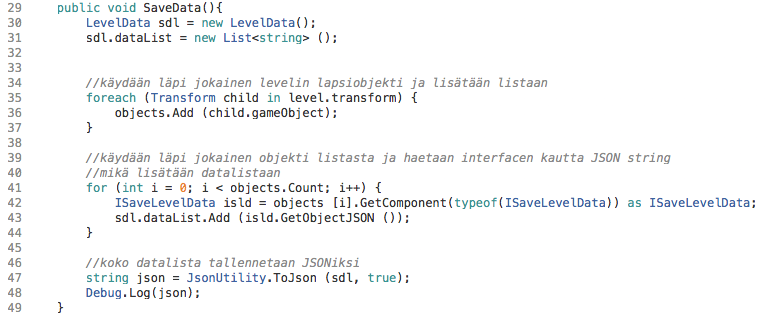 29 public void SaveData(){
30 LevelData sdl = new LevelData();
31 sdl.dataList = new List<string> ();
32
33
34 //käydään läpi jokainen levelin lapsiobjekti ja lisätään listaan
35 foreach (Transform child in level.transform) {
36 objects.Add (child.gameObject);
37 }
38
39 //käydään läpi jokainen objekti listasta ja haetaan interfacen kautta JSON string
40 //mikä lisätään datalistaan
41 for (int i = 0; i < objects.Count; i++) {
42 ISaveLevelData isld = objects [i].GetComponent(typeof(ISaveLevelData)) as ISaveLevelData;
43 sdl.dataList.Add (isld.GetObjectJSON ());
44 }
45
46 //koko datalista tallennetaan JSONiksi
47 string json = JsonUtility.ToJson (sdl, true);
48 Debug.Log(json);
49 }